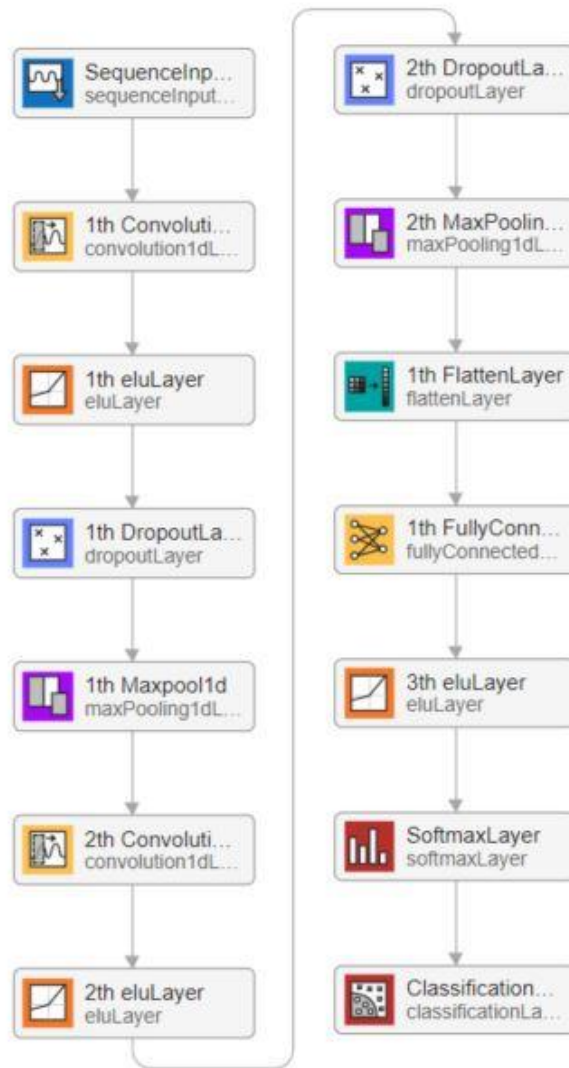 SequenceInp...
sequenceInput...
1th Convoluti...
convolution1dL...
1th eluLayer
eluLayer
1th DropoutLa...
dropoutLayer
1th Maxpool1d
maxPooling1dL...
2th Convoluti...
convolution1dL...
2th eluLayer
eluLayer
2th DropoutLa...
dropoutLayer
2th MaxPoolin...
maxPooling1dL...
1th FlattenLayer
flattenLayer
1th FullyConn...
fullyConnected...
3th eluLayer
eluLayer
SoftmaxLayer
softmaxLayer
Classification...
classificationLa...